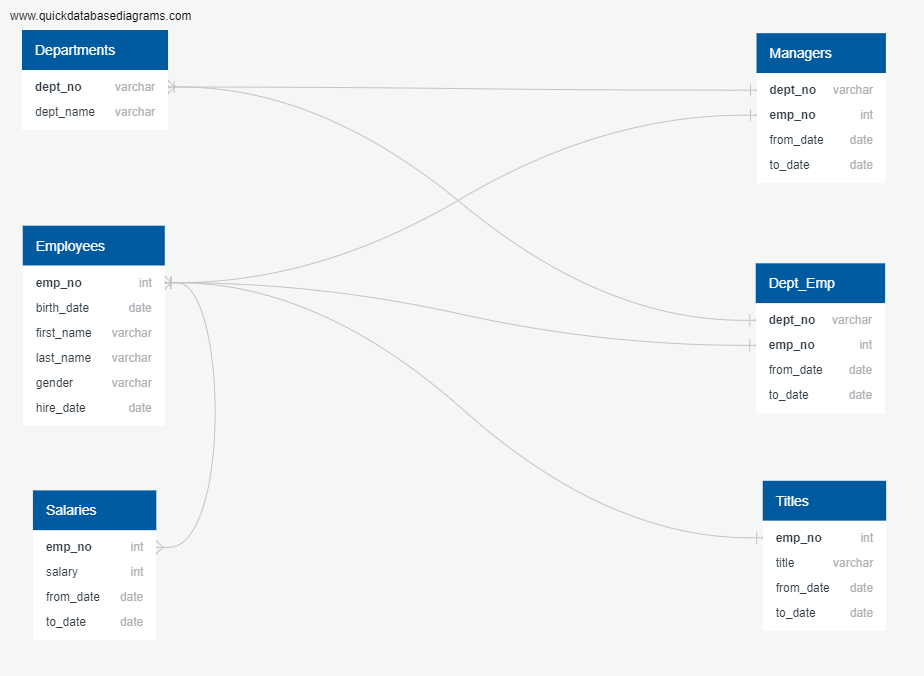 www.quickdatabasediagrams.com
Departments
dept_no varchar
dept_name varchar
Employees
emp_no int
birth_date date
first_name varchar
last_name varchar
gender varchar
hire_date date
Salaries
emp_no int
salary int
from_date date
to_date date
Managers
dept_no varchar
emp_no int
from_date date
to_date date
Dept_Emp
dept_no varchar
emp_no int
from_date date
to_date date
Titles
emp_no int
title varchar
from_date date
to_date date